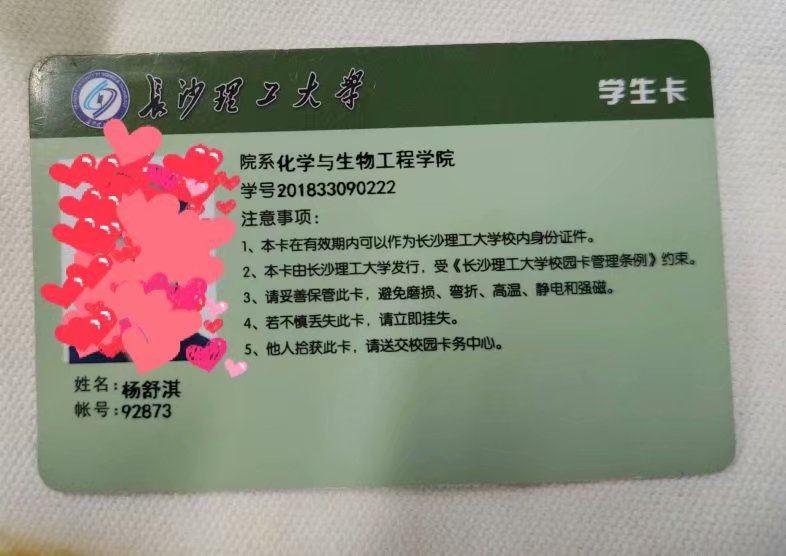 长沙理工大学
学生卡
院系化学与生物工程学院
学号201833090222
注意事项：
1、本卡在有效期内可以作为长沙理工大学校内身份证件。
2、本卡由长沙理工大学发行，受《长沙理工大学校园卡管理条例》约束。
3、请妥善保管此卡，避免磨损、弯折、高温、静电和强磁。
4、若不慎丢失此卡，请立即挂失。
5、他人拾获此卡，请送交校园卡务中心。
姓名：杨舒淇
帐号：92873